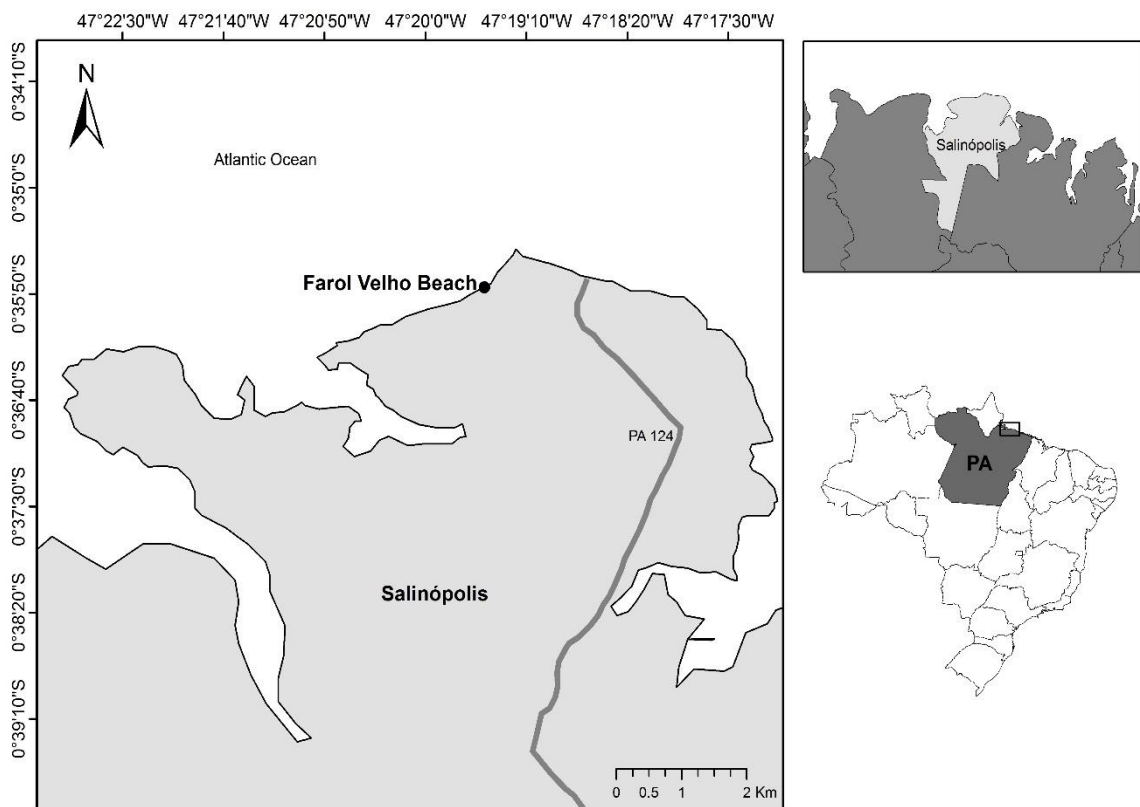 47°22'30"W 47°21'40"W 47°20'50"W 47°20'0"W 47°19'10"W 47°18'20"W 47°17'30"W
0°34'10"S
N
Atlantic Ocean
0°35'0"S
Farol Velho Beach
0°35'50"S
0°36'40"S
PA 124
0°37'30"S
Salinópolis
0°38'20"S
0°39'10"S
0 0.5 1 2 Km
Salinópolis
PA